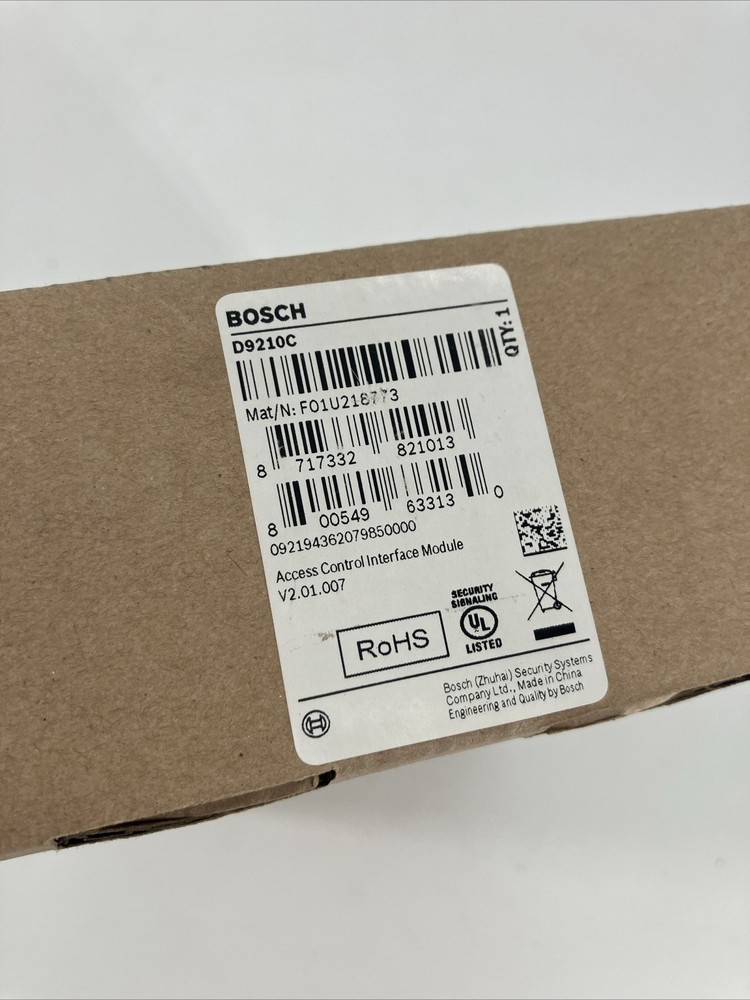 BOSCH
D9210C
QTY: 1
Mat/N: F01U218773
8 717332 821013
8 00549 63313 0
092194362079850000
Access Control Interface Module
V2.01.007
RoHS
SECURITY
SIGNALING
UL
LISTED
Bosch (Zhuhai) Security Systems
Company Ltd., Made in China
Engineering and Quality by Bosch